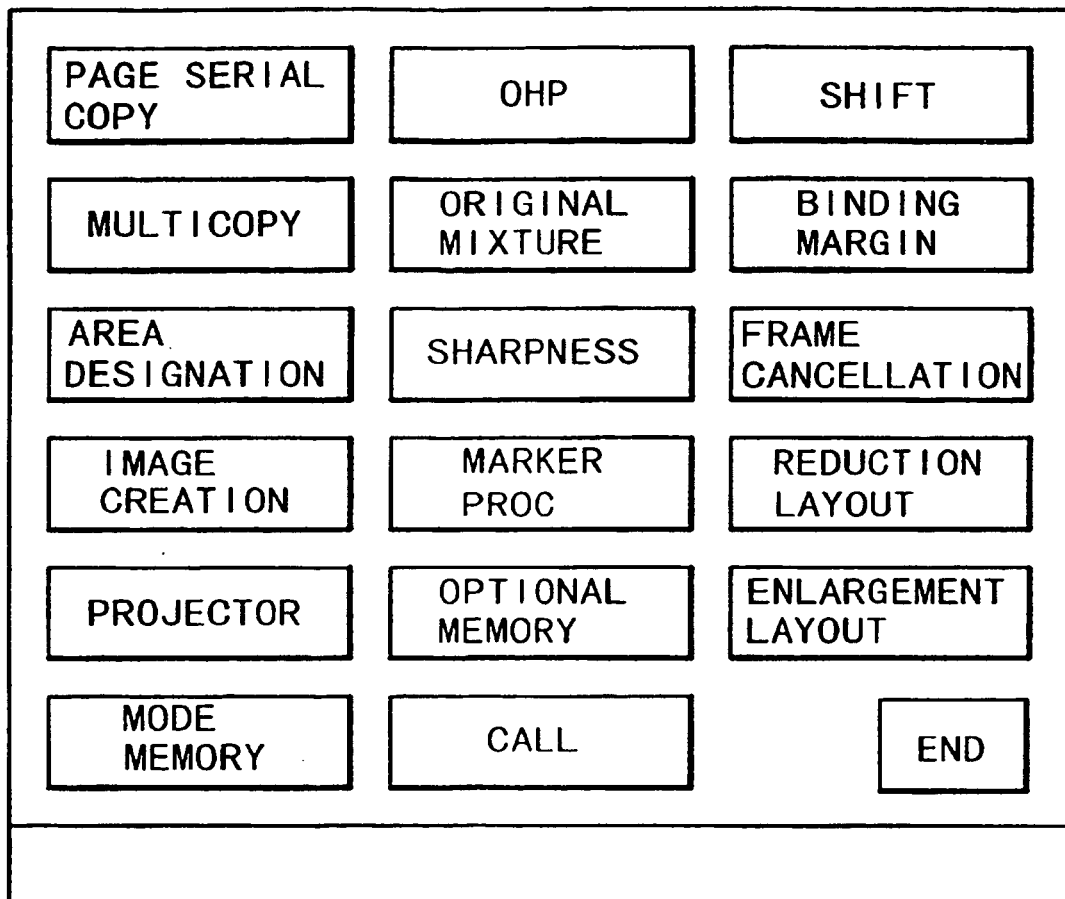 PAGE SERIAL
COPY
OHP
SHIFT
MULTICOPY
ORIGINAL
MIXTURE
BINDING
MARGIN
AREA
DESIGNATION
SHARPNESS
FRAME
CANCELLATION
IMAGE
CREATION
MARKER
PROC
REDUCTION
LAYOUT
PROJECTOR
OPTIONAL
MEMORY
ENLARGEMENT
LAYOUT
MODE
MEMORY
CALL
END